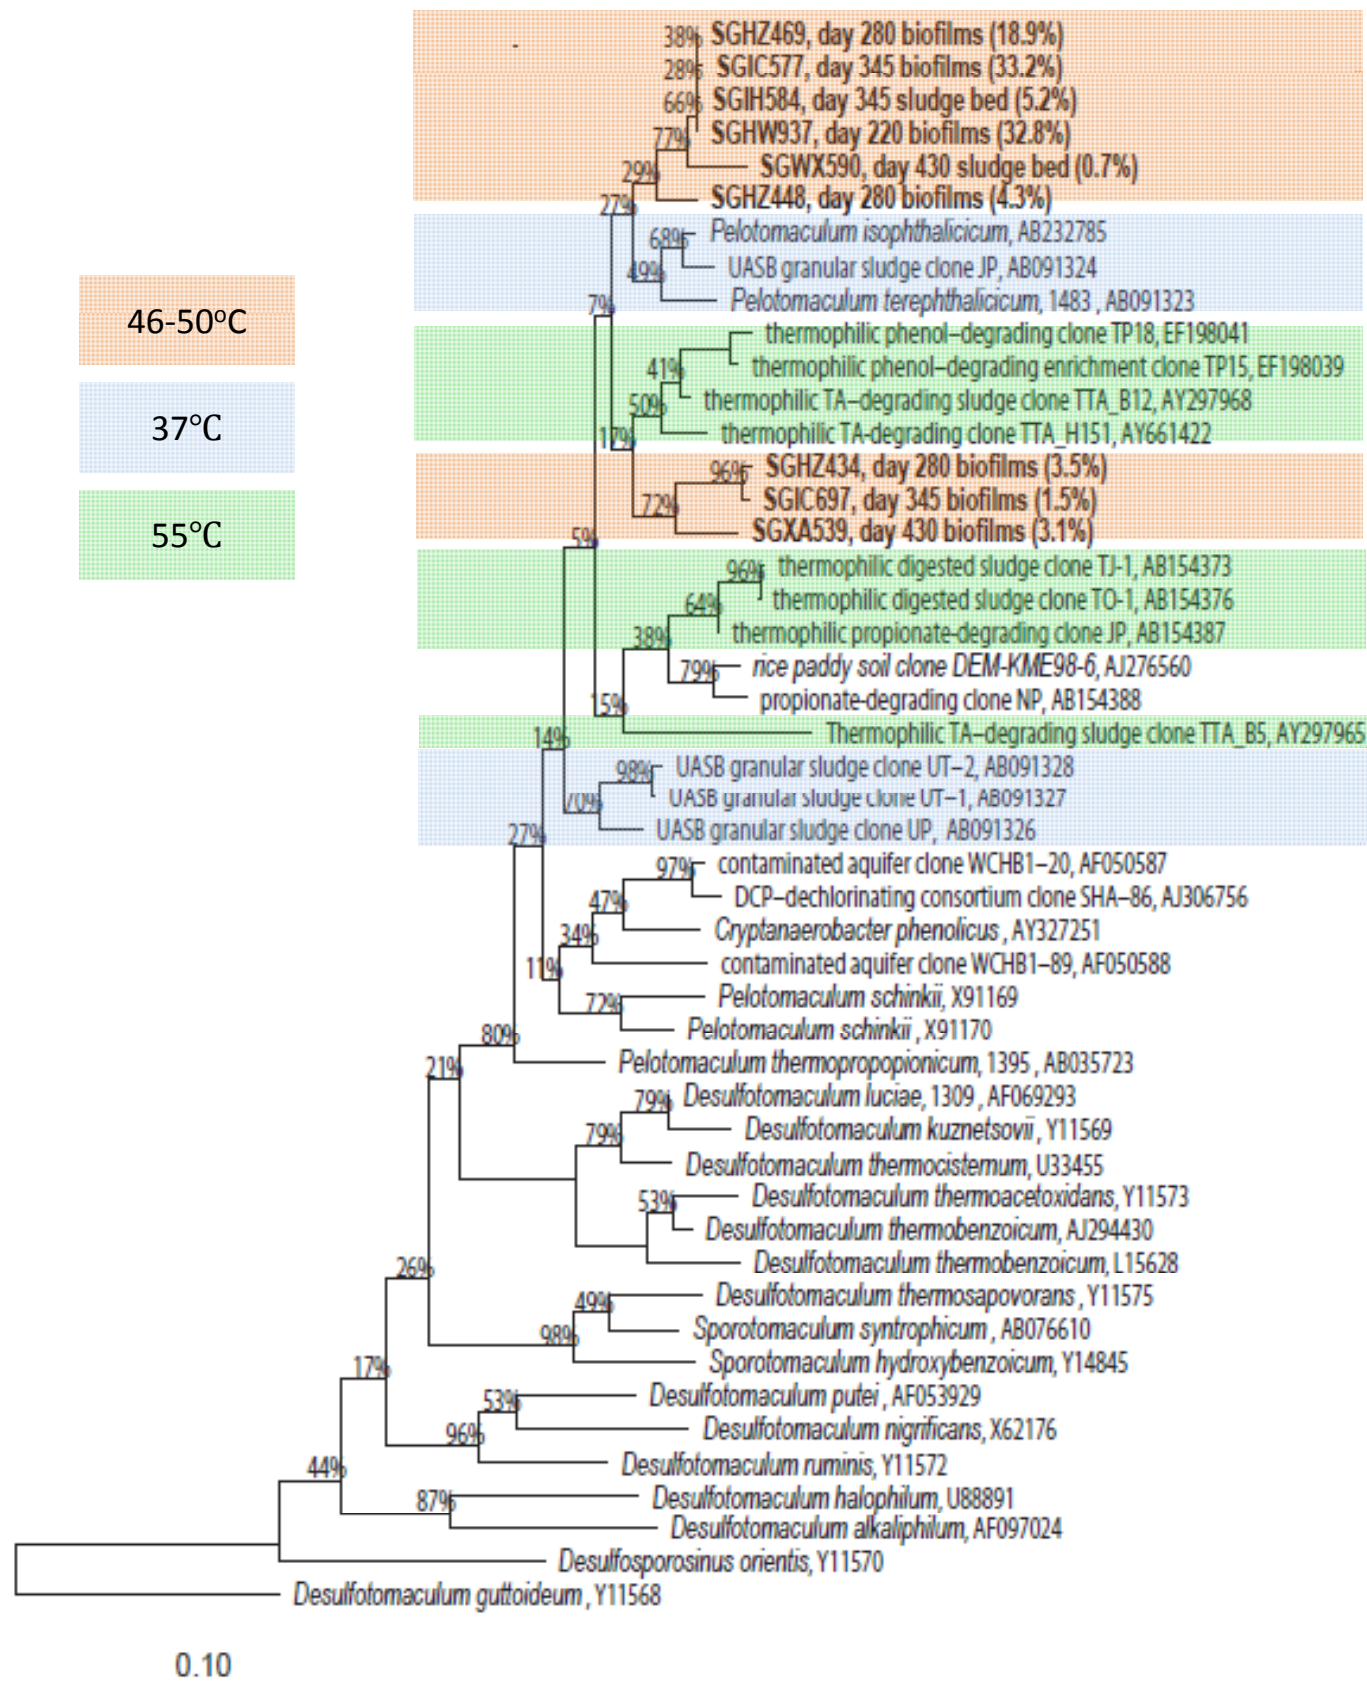 38% SGHZ469, day 280 biofilms (18.9%)
28% SGIC577, day 345 biofilms (33.2%)
66% SGIH584, day 345 sludge bed (5.2%)
77% SGHW937, day 220 biofilms (32.8%)
29% SGWX590, day 430 sludge bed (0.7%)
27% SGHZ448, day 280 biofilms (4.3%)
68% Pelotomaculum isophthalicicum, AB232785
49% UASB granular sludge clone JP, AB091324
7% Pelotomaculum terephthalicicum, 1483 , AB091323
46-50°C
thermophilic phenol–degrading clone TP18, EF198041
41% thermophilic phenol–degrading enrichment clone TP15, EF198039
50% thermophilic TA–degrading sludge clone TTA_B12, AY297968
37°C
17% thermophilic TA-degrading clone TTA_H151, AY661422
96% SGHZ434, day 280 biofilms (3.5%)
72% SGIC697, day 345 biofilms (1.5%)
5% SGXA539, day 430 biofilms (3.1%)
55°C
96% thermophilic digested sludge clone TJ-1, AB154373
64% thermophilic digested sludge clone TO-1, AB154376
38% thermophilic propionate-degrading clone JP, AB154387
79% rice paddy soil clone DEM-KME98-6, AJ276560
15% propionate-degrading clone NP, AB154388
14% Thermophilic TA–degrading sludge clone TTA_B5, AY297965
98% UASB granular sludge clone UT–2, AB091328
70% UASB granular sludge clone UT–1, AB091327
27% UASB granular sludge clone UP, AB091326
97% contaminated aquifer clone WCHB1–20, AF050587
47% DCP–dechlorinating consortium clone SHA–86, AJ306756
34% Cryptanaerobacter phenolicus , AY327251
11% contaminated aquifer clone WCHB1–89, AF050588
72% Pelotomaculum schinkii, X91169
80% Pelotomaculum schinkii , X91170
21% Pelotomaculum thermopropopionicum, 1395 , AB035723
79% Desulfotomaculum luciae, 1309 , AF069293
79% Desulfotomaculum kuznetsovii , Y11569
Desulfotomaculum thermocisternum, U33455
53% Desulfotomaculum thermoacetoxidans, Y11573
Desulfotomaculum thermobenzoicum, AJ294430
26% Desulfotomaculum thermobenzoicum, L15628
49% Desulfotomaculum thermosapovorans , Y11575
98% Sporotomaculum syntrophicum , AB076610
17% Sporotomaculum hydroxybenzoicum, Y14845
53% Desulfotomaculum putei , AF053929
96% Desulfotomaculum nigrificans, X62176
44% Desulfotomaculum ruminis, Y11572
87% Desulfotomaculum halophilum, U88891
Desulfotomaculum alkaliphilum, AF097024
Desulfosporosinus orientis, Y11570
Desulfotomaculum guttoideum , Y11568
0.10